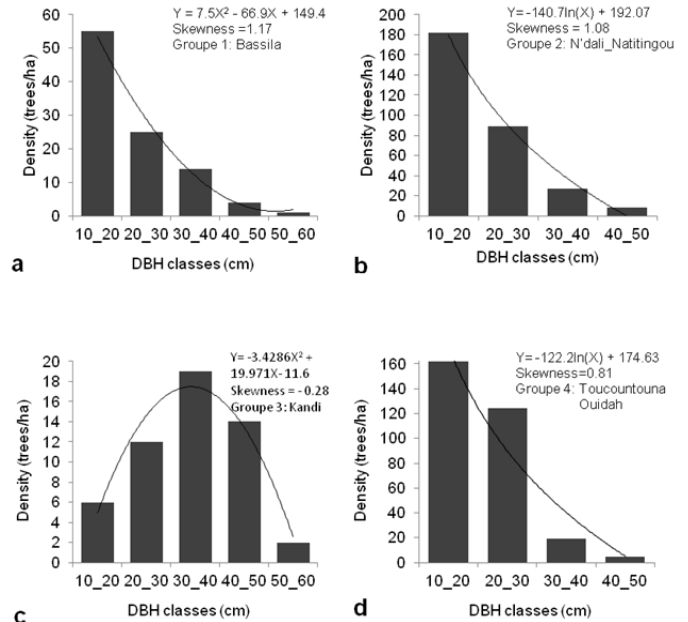 Y = 7.5X² - 66.9X + 149.4
Skewness =1.17
Groupe 1: Bassila
60
50
40
30
20
10
0
Density (trees/ha)
10_20 20_30 30_40 40_50 50_60
DBH classes (cm)
a
Y=-140.7ln(X) + 192.07
Skewness = 1.08
Groupe 2: N'dali_Natitingou
200
180
160
140
120
100
80
60
40
20
0
Density (trees/ha)
10_20 20_30 30_40 40_50
DBH classes (cm)
b
Y= -3.4286X² +
19.971X- 11.6
Skewness = - 0.28
Groupe 3: Kandi
20
18
16
14
12
10
8
6
4
2
0
Density (trees/ha)
10_20 20_30 30_40 40_50 50_60
DBH classes (cm)
c
Y=-122.2ln(X) + 174.63
Skewness=0.81
Groupe 4: Toucountouna
Ouidah
160
140
120
100
80
60
40
20
0
Density (trees/ha)
10_20 20_30 30_40 40_50
DBH classes (cm)
d